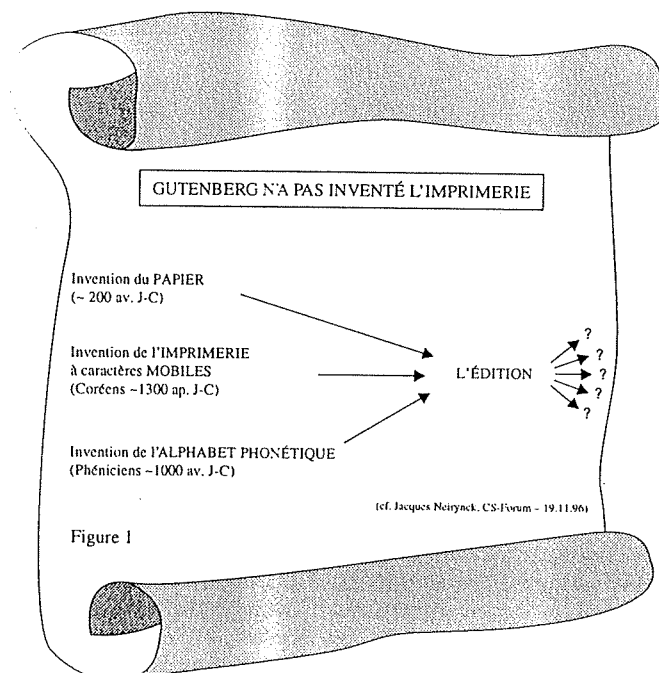 GUTENBERG N'A PAS INVENTÉ L'IMPRIMERIE
Invention du PAPIER
(~ 200 av. J-C)
Invention de l'IMPRIMERIE
à caractères MOBILES
(Coréens ~1300 ap. J-C)
Invention de l'ALPHABET PHONÉTIQUE
(Phéniciens ~1000 av. J-C)
L'ÉDITION
?
?
?
?
?
(cf. Jacques Neirynck, CS-Forum – 19.11.96)
Figure 1